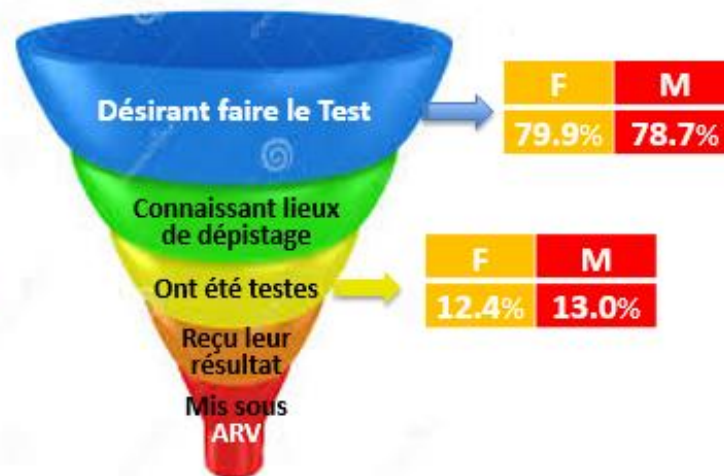 Désirant faire le Test
F M
79.9% 78.7%
Connaissant lieux
de dépistage
F M
12.4% 13.0%
Ont été testes
Reçu leur
résultat
Mis sous
ARV